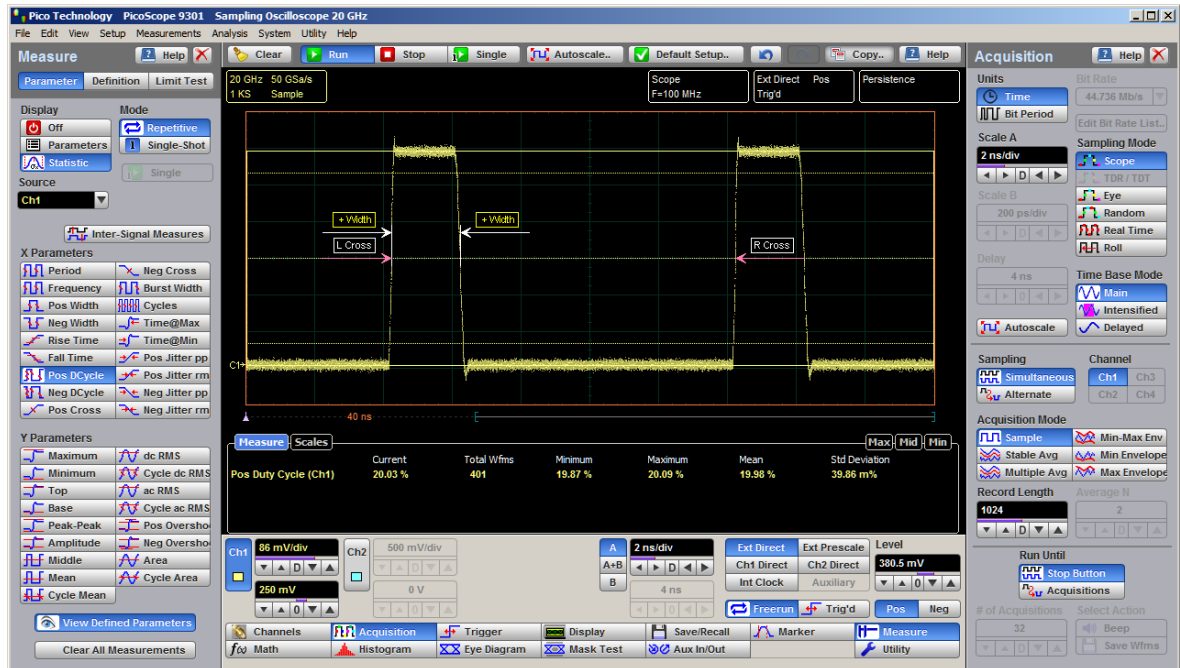 Pico Technology PicoScope 9301 Sampling Oscilloscope 20 GHz
File Edit View Setup Measurements Analysis System Utility Help
Measure Help
Clear Run Stop Single Autoscale.. Default Setup.. Copy.. Help
Acquisition Help
Parameter Definition Limit Test
Display Mode
Off Repetitive
Parameters Single-Shot
Statistic Single
Source
Ch1
Inter-Signal Measures
X Parameters
Period Neg Cross
Frequency Burst Width
Pos Width Cycles
Neg Width Time@Max
Rise Time Time@Min
Fall Time Pos Jitter pp
Pos DCycle Pos Jitter rm
Neg DCycle Neg Jitter pp
Pos Cross Neg Jitter rm
Y Parameters
Maximum dc RMS
Minimum Cycle dc RMS
Top ac RMS
Base Cycle ac RMS
Peak-Peak Pos Oversho
Amplitude Neg Oversho
Middle Area
Mean Cycle Area
Cycle Mean
View Defined Parameters
Clear All Measurements
20 GHz 50 GSa/s
1 KS Sample
Scope
F=100 MHz
Ext Direct Pos
Trig'd
Persistence
+ Width + Width
L Cross R Cross
C1+
40 ns
Measure Scales Max Mid Min
Current Total Wfms Minimum Maximum Mean Std Deviation
Pos Duty Cycle (Ch1) 20.03 % 401 19.87 % 20.09 % 19.98 % 39.86 m%
Ch1 86 mV/div Ch2 500 mV/div A 2 ns/div Ext Direct Ext Prescale Level
D D A+B D Ch1 Direct Ch2 Direct 380.5 mV
250 mV 0 V B 4 ns Int Clock Auxiliary 0
0 0 0 Freerun Trig'd Pos Neg
Channels Acquisition Trigger Display Save/Recall Marker Measure
f(x) Math Histogram Eye Diagram Mask Test Aux In/Out Utility
Units Bit Rate
Time 44.736 Mb/s
Bit Period Edit Bit Rate List..
Scale A Sampling Mode
2 ns/div Scope
D TDR / TDT
Scale B Eye
200 ps/div Random
D Real Time
Delay Roll
4 ns Time Base Mode
0 Main
Intensified
Autoscale Delayed
Sampling Channel
Simultaneous Ch1 Ch3
Alternate Ch2 Ch4
Acquisition Mode
Sample Min-Max Env
Stable Avg Min Envelope
Multiple Avg Max Envelope
Record Length Average N
1024 2
D D
Run Until
Stop Button
Acquisitions
# of Acquisitions Select Action
32 Beep
D Save Wfms